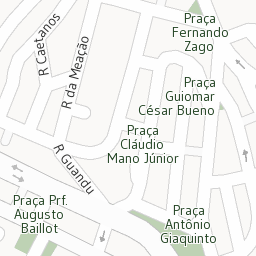 Praça
Fernando
Zago
R Caetanos
R da Meação
Praça
Guiomar
César Bueno
Praça
Cláudio
Mano Júnior
R Guandu
Praça Prf.
Augusto
Baillot
Praça
Antônio
Giaquinto